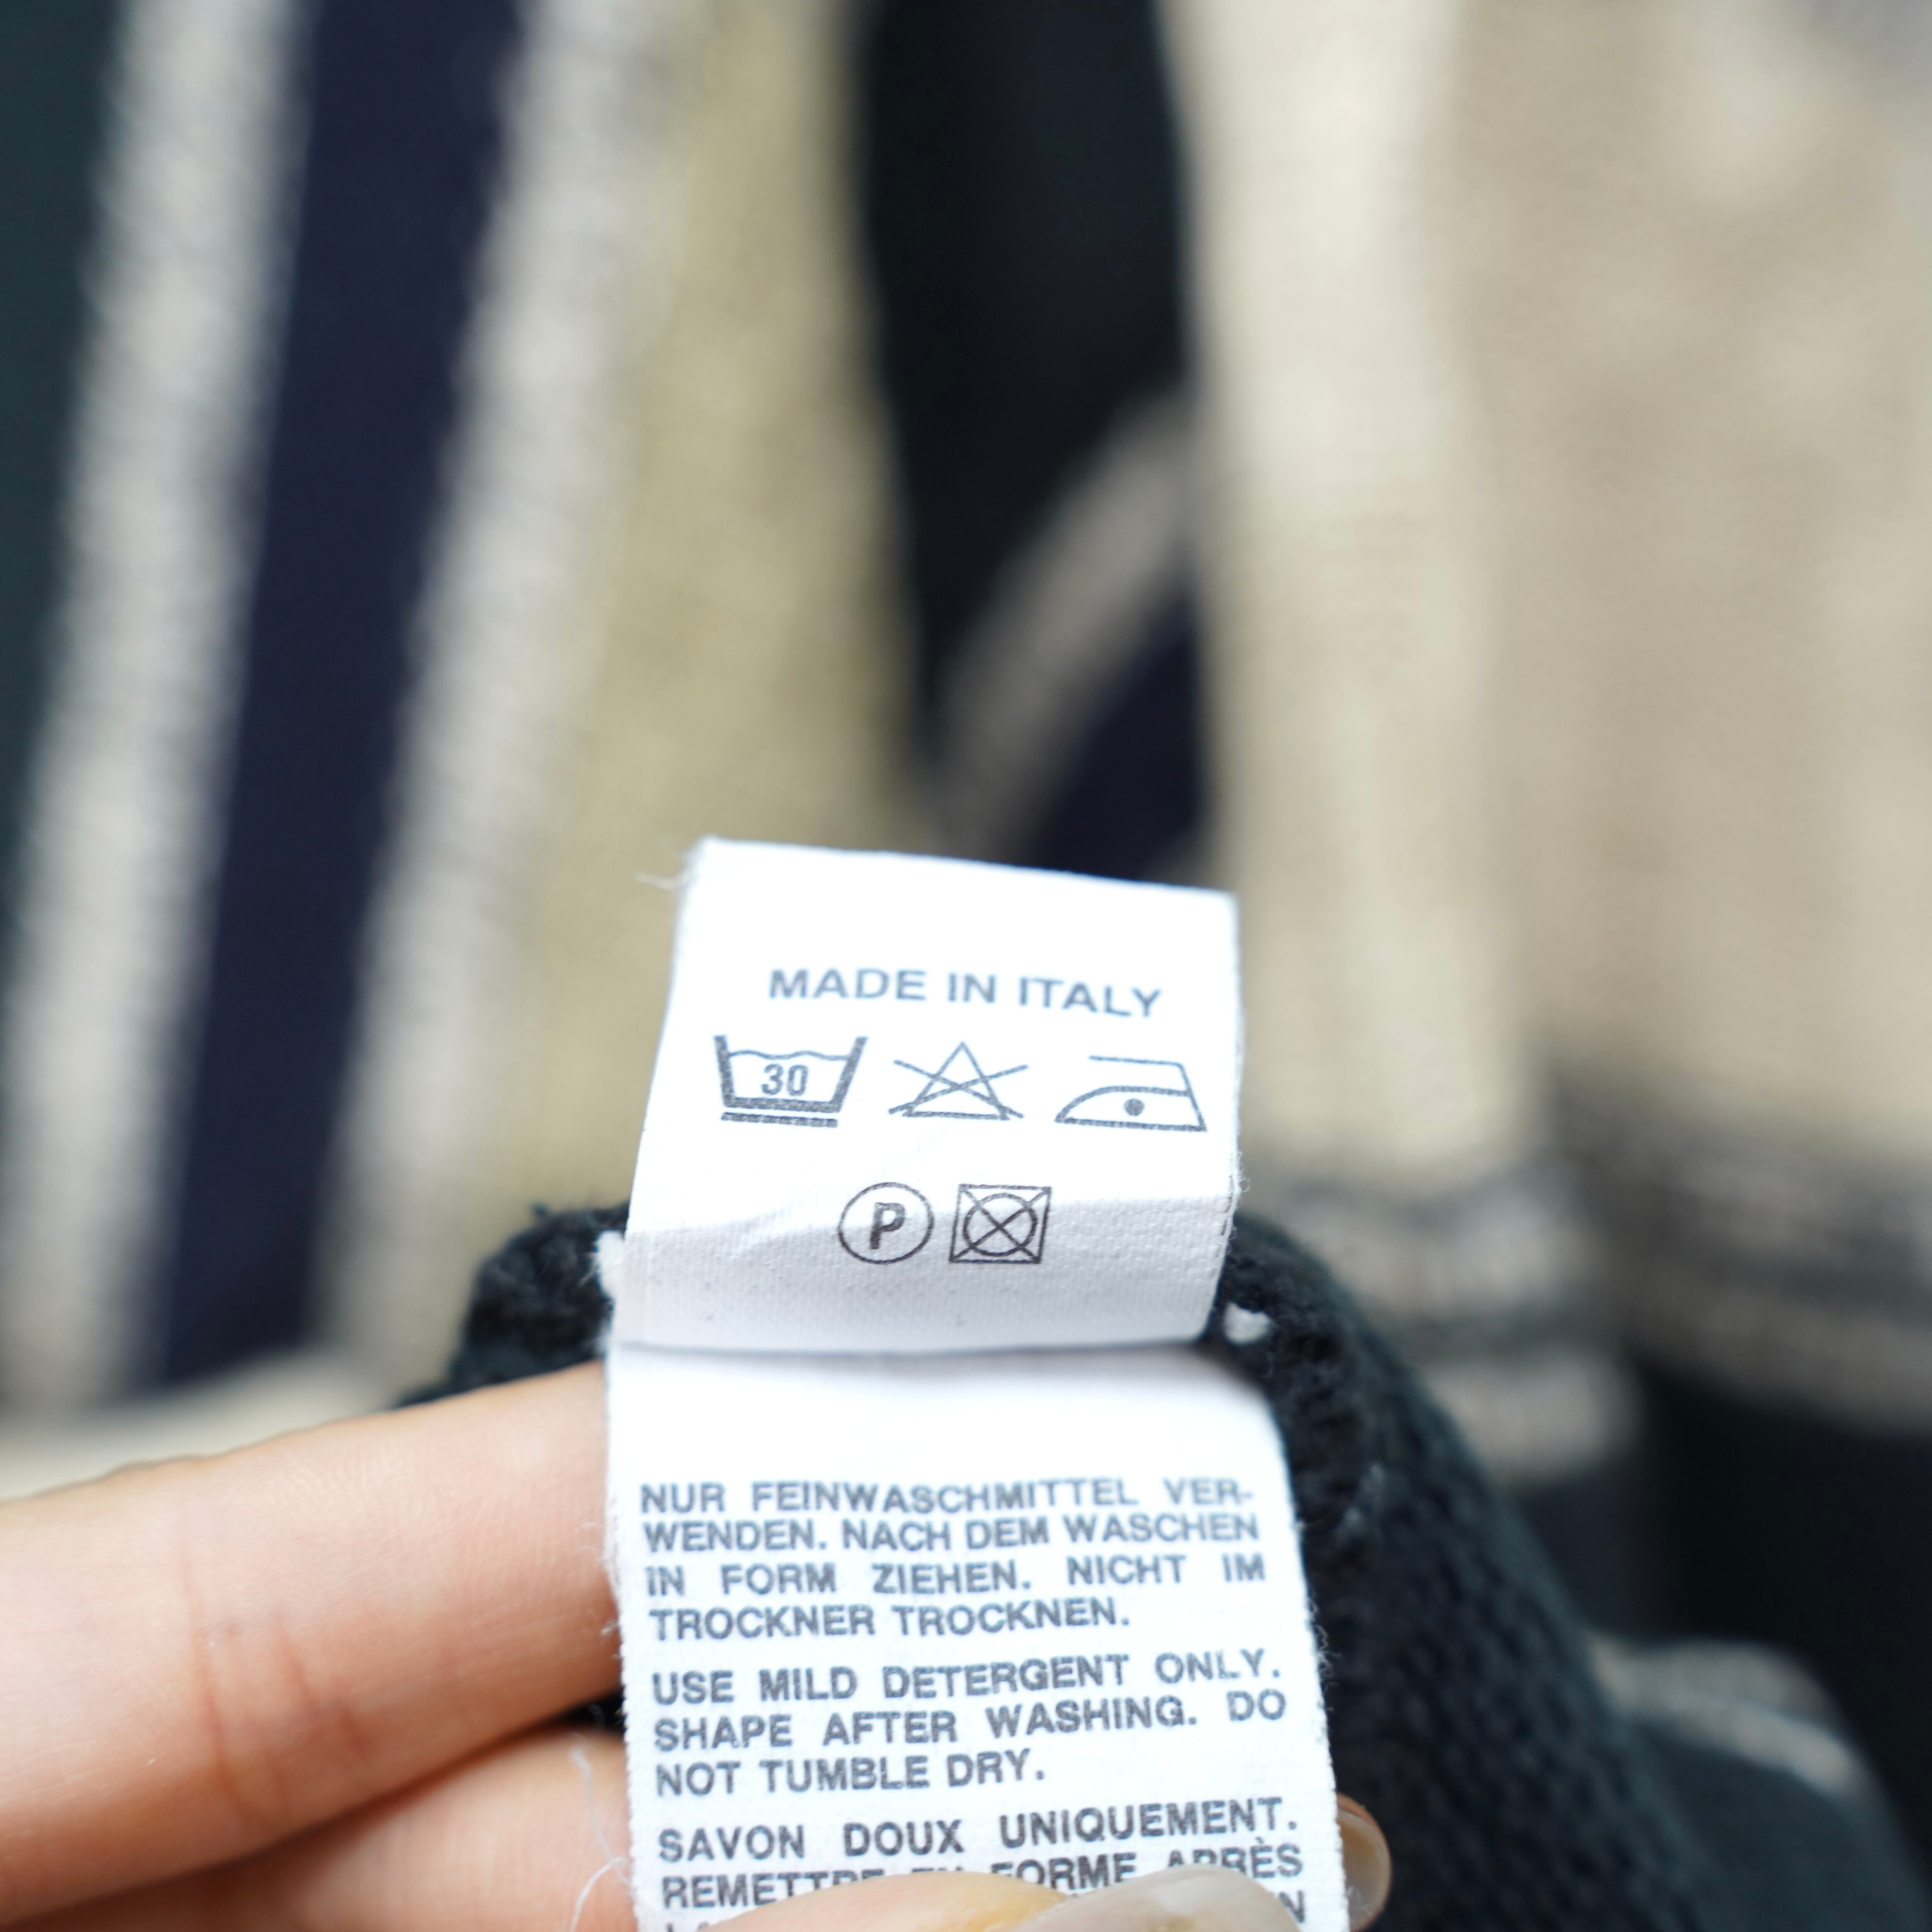 MADE IN ITALY
30
P
NUR FEINWASCHMITTEL VER-
WENDEN. NACH DEM WASCHEN
IN FORM ZIEHEN. NICHT IM
TROCKNER TROCKNEN.
USE MILD DETERGENT ONLY.
SHAPE AFTER WASHING. DO
NOT TUMBLE DRY.
SAVON DOUX UNIQUEMENT.
REMETTRE EN FORME APRÈS